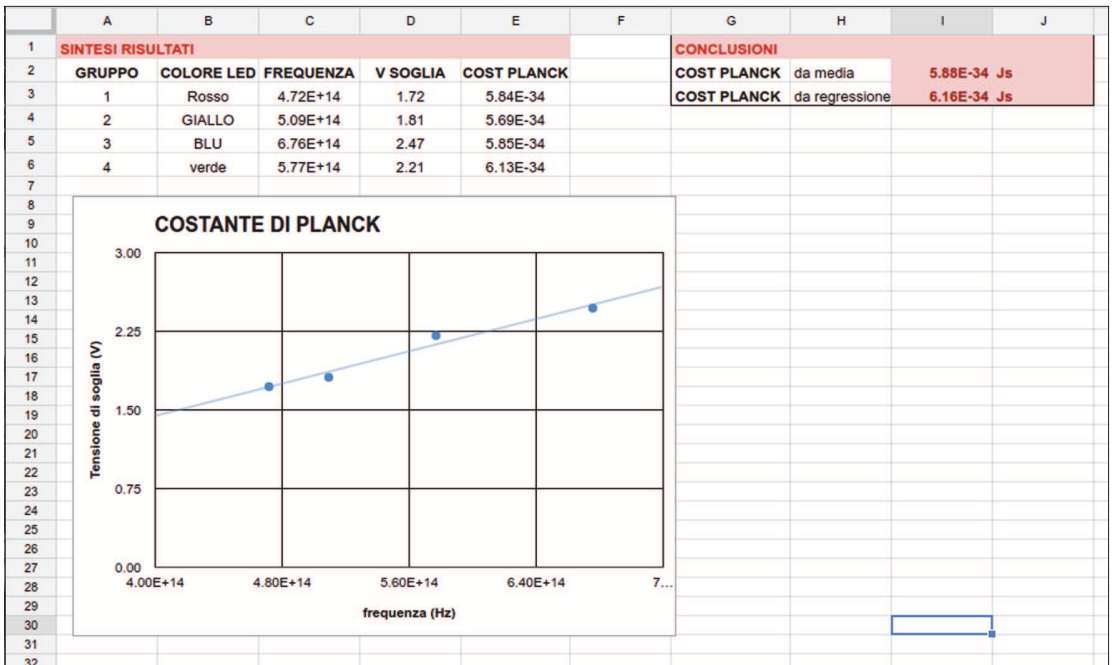 A B C D E F G H I J
1 SINTESI RISULTATI CONCLUSIONI
2 GRUPPO COLORE LED FREQUENZA V SOGLIA COST PLANCK COST PLANCK da media 5.88E-34 Js
3 1 Rosso 4.72E+14 1.72 5.84E-34 COST PLANCK da regressione 6.16E-34 Js
4 2 GIALLO 5.09E+14 1.81 5.69E-34
5 3 BLU 6.76E+14 2.47 5.85E-34
6 4 verde 5.77E+14 2.21 6.13E-34
7
8
9 COSTANTE DI PLANCK
10
11 3.00
12
13
14
15 2.25
16
17
18
19 1.50
20
21
22
23 0.75
24
25
26
27 0.00
28 4.00E+14 4.80E+14 5.60E+14 6.40E+14 7...
29
30 frequenza (Hz)
31
32
Tensione di soglia (V)